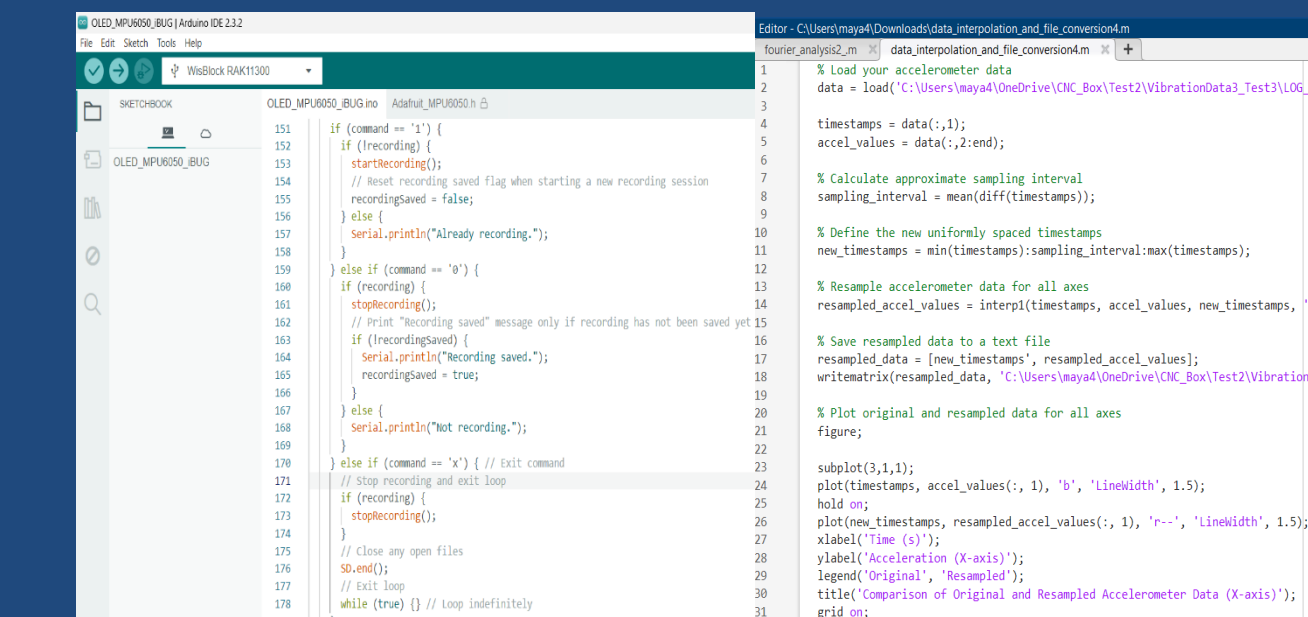 OLED_MPU6050_iBUG | Arduino IDE 2.3.2
File Edit Sketch Tools Help
WisBlock RAK11300
SKETCHBOOK
OLED_MPU6050_iBUG
OLED_MPU6050_iBUG.ino Adafruit_MPU6050.h
151 if (command == '1') {
152 if (!recording) {
153 startRecording();
154 // Reset recording saved flag when starting a new recording session
155 recordingSaved = false;
156 } else {
157 Serial.println("Already recording.");
158 }
159 } else if (command == '0') {
160 if (recording) {
161 stopRecording();
162 // Print "Recording saved" message only if recording has not been saved yet
163 if (!recordingSaved) {
164 Serial.println("Recording saved.");
165 recordingSaved = true;
166 }
167 } else {
168 Serial.println("Not recording.");
169 }
170 } else if (command == 'x') { // Exit command
171 // Stop recording and exit loop
172 if (recording) {
173 stopRecording();
174 }
175 // Close any open files
176 SD.end();
177 // Exit loop
178 while (true) {} // Loop indefinitely
Editor - C:\Users\maya4\Downloads\data_interpolation_and_file_conversion4.m
fourier_analysis2_.m data_interpolation_and_file_conversion4.m
1 % Load your accelerometer data
2 data = load('C:\Users\maya4\OneDrive\CNC_Box\Test2\VibrationData3_Test3\LOG_
3
4 timestamps = data(:,1);
5 accel_values = data(:,2:end);
6
7 % Calculate approximate sampling interval
8 sampling_interval = mean(diff(timestamps));
9
10 % Define the new uniformly spaced timestamps
11 new_timestamps = min(timestamps):sampling_interval:max(timestamps);
12
13 % Resample accelerometer data for all axes
14 resampled_accel_values = interp1(timestamps, accel_values, new_timestamps, '
15
16 % Save resampled data to a text file
17 resampled_data = [new_timestamps', resampled_accel_values];
18 writematrix(resampled_data, 'C:\Users\maya4\OneDrive\CNC_Box\Test2\Vibration
19
20 % Plot original and resampled data for all axes
21 figure;
22
23 subplot(3,1,1);
24 plot(timestamps, accel_values(:, 1), 'b', 'LineWidth', 1.5);
25 hold on;
26 plot(new_timestamps, resampled_accel_values(:, 1), 'r--', 'LineWidth', 1.5);
27 xlabel('Time (s)');
28 ylabel('Acceleration (X-axis)');
29 legend('Original', 'Resampled');
30 title('Comparison of Original and Resampled Accelerometer Data (X-axis)');
31 grid on;